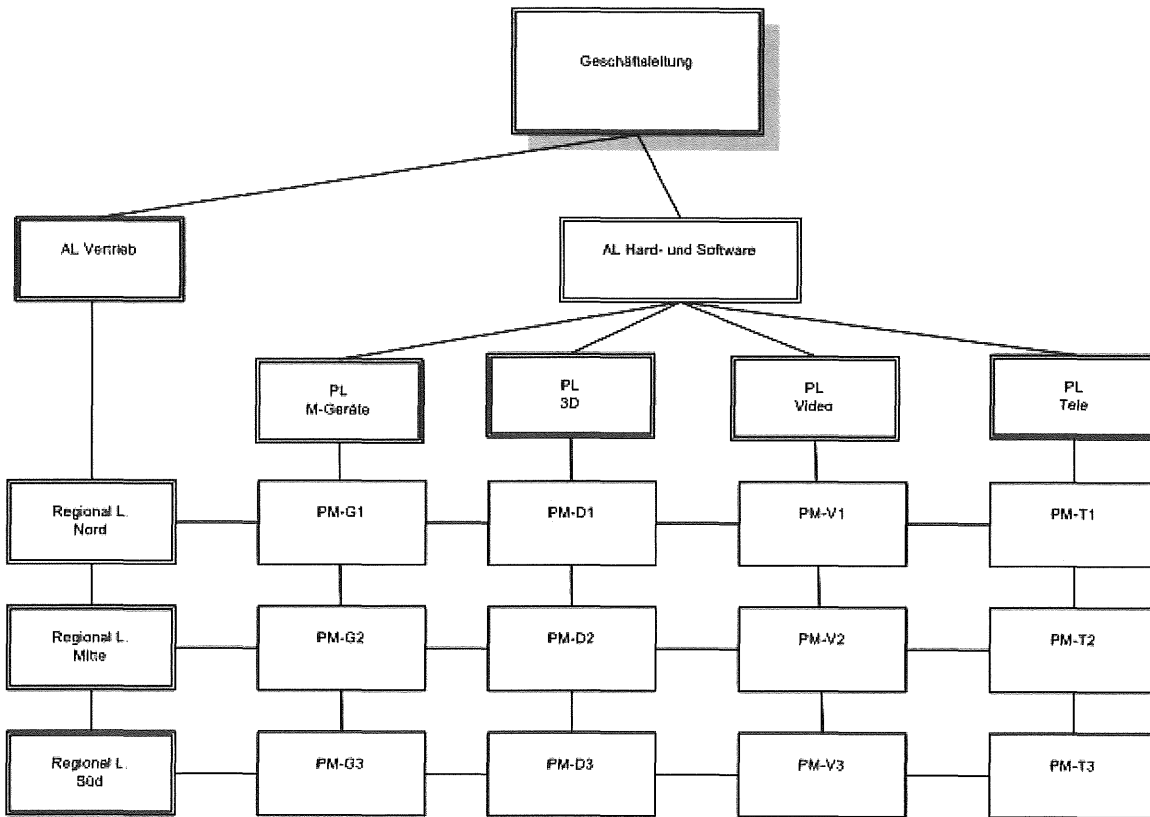 Geschäftsleitung
AL Vertrieb
AL Hard- und Software
PL
M-Geräte
PL
3D
PL
Video
PL
Tele
Regional L.
Nord
PM-G1
PM-D1
PM-V1
PM-T1
Regional L.
Mitte
PM-G2
PM-D2
PM-V2
PM-T2
Regional L.
Süd
PM-G3
PM-D3
PM-V3
PM-T3